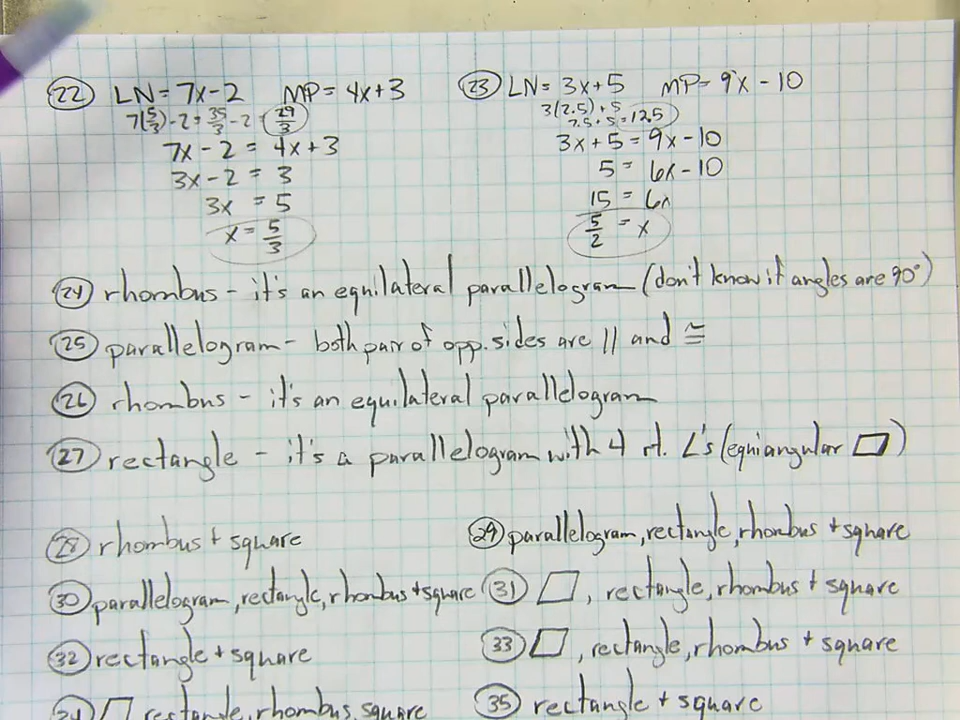 22 LN = 7x - 2 MP = 4x + 3
7(5/3) - 2 = 35/3 - 2 = 29/3
7x - 2 = 4x + 3
3x - 2 = 3
3x = 5
x = 5/3
23 LN = 3x + 5 MP = 9x - 10
3(2.5) + 5
7.5 + 5 = 12.5
3x + 5 = 9x - 10
5 = 6x - 10
15 = 6x
5/2 = x
24 rhombus - it's an equilateral parallelogram (don't know if angles are 90°)
25 parallelogram - both pair of opp. sides are // and ≅
26 rhombus - it's an equilateral parallelogram
27 rectangle - it's a parallelogram with 4 rt. ∠'s (equiangular ▱)
28 rhombus + square
29 parallelogram, rectangle, rhombus + square
30 parallelogram, rectangle, rhombus + square
31 ▱, rectangle, rhombus + square
32 rectangle + square
33 ▱, rectangle, rhombus + square
34 ▱ rectangle, rhombus, square
35 rectangle + square